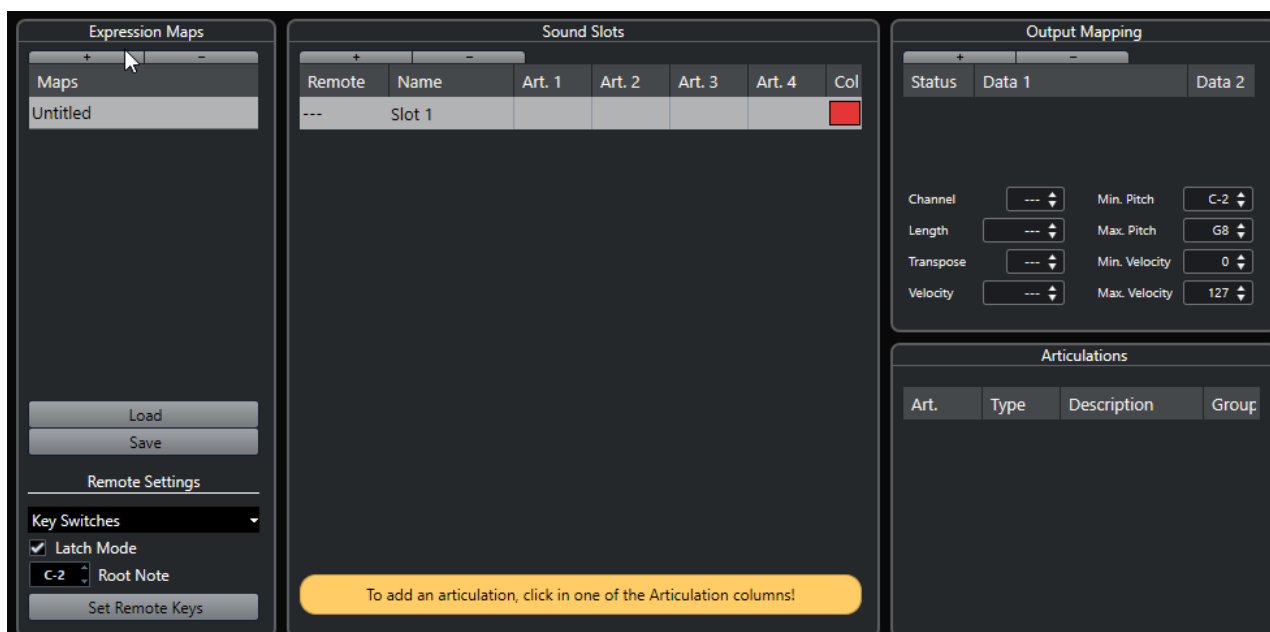 Expression Maps
+ -
Maps
Untitled
Load
Save
Remote Settings
Key Switches
Latch Mode
C-2 Root Note
Set Remote Keys
Sound Slots
+ -
Remote Name Art. 1 Art. 2 Art. 3 Art. 4 Col
--- Slot 1
To add an articulation, click in one of the Articulation columns!
Output Mapping
+ -
Status Data 1 Data 2
Channel --- Min. Pitch C-2
Length --- Max. Pitch G8
Transpose --- Min. Velocity 0
Velocity --- Max. Velocity 127
Articulations
Art. Type Description Group